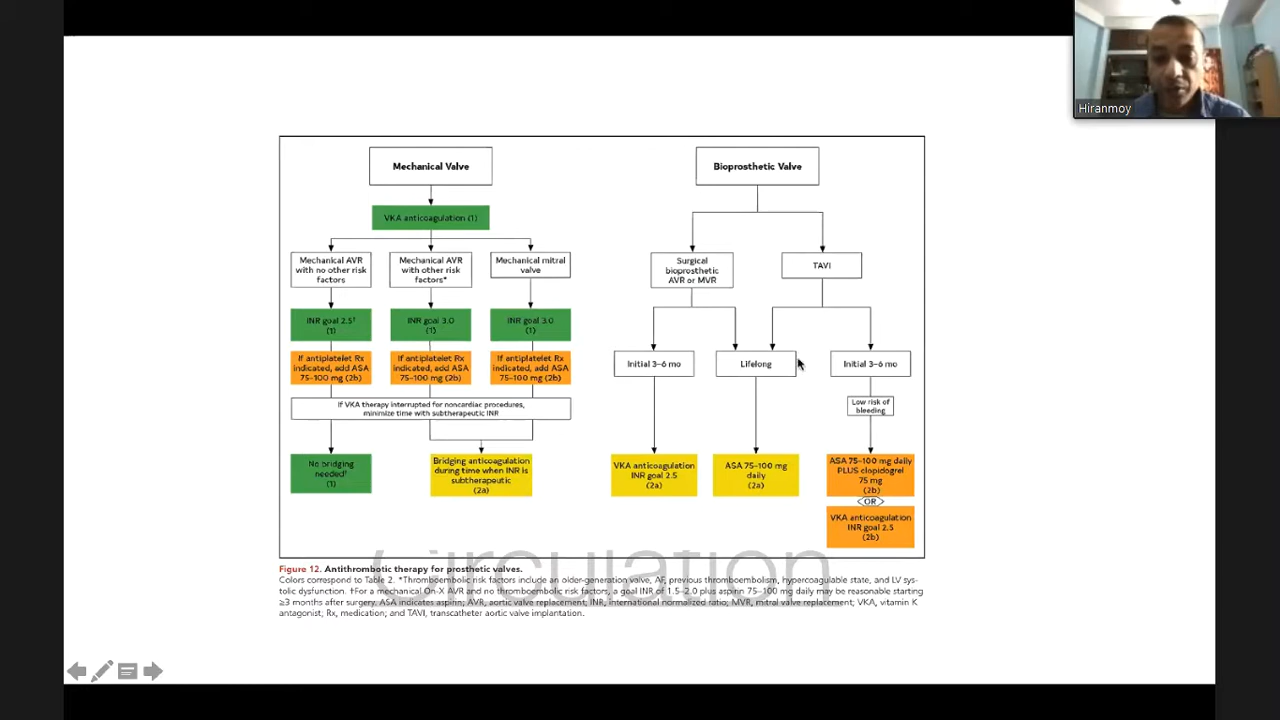 Hiranmoy
Mechanical Valve
VKA anticoagulation (1)
Mechanical AVR
with no other risk
factors
Mechanical AVR
with other risk
factors*
Mechanical mitral
valve
INR goal 2.5†
(1)
INR goal 3.0
(1)
INR goal 3.0
(1)
If antiplatelet Rx
indicated, add ASA
75–100 mg (2b)
If antiplatelet Rx
indicated, add ASA
75–100 mg (2b)
If antiplatelet Rx
indicated, add ASA
75–100 mg (2b)
If VKA therapy interrupted for noncardiac procedures,
minimize time with subtherapeutic INR
No bridging
needed†
(1)
Bridging anticoagulation
during time when INR is
subtherapeutic
(2a)
Bioprosthetic Valve
Surgical
bioprosthetic
AVR or MVR
TAVI
Initial 3–6 mo
Lifelong
Initial 3–6 mo
Low risk of
bleeding
VKA anticoagulation
INR goal 2.5
(2a)
ASA 75–100 mg
daily
(2a)
ASA 75–100 mg daily
PLUS clopidogrel
75 mg
(2b)
OR
VKA anticoagulation
INR goal 2.5
(2b)
Circulation
Figure 12. Antithrombotic therapy for prosthetic valves.
Colors correspond to Table 2. *Thromboembolic risk factors include an older-generation valve, AF, previous thromboembolism, hypercoagulable state, and LV sys-
tolic dysfunction. †For a mechanical On-X AVR and no thromboembolic risk factors, a goal INR of 1.5–2.0 plus aspirin 75–100 mg daily may be reasonable starting
≥3 months after surgery. ASA indicates aspirin; AVR, aortic valve replacement; INR, international normalized ratio; MVR, mitral valve replacement; VKA, vitamin K
antagonist; Rx, medication; and TAVI, transcatheter aortic valve implantation.